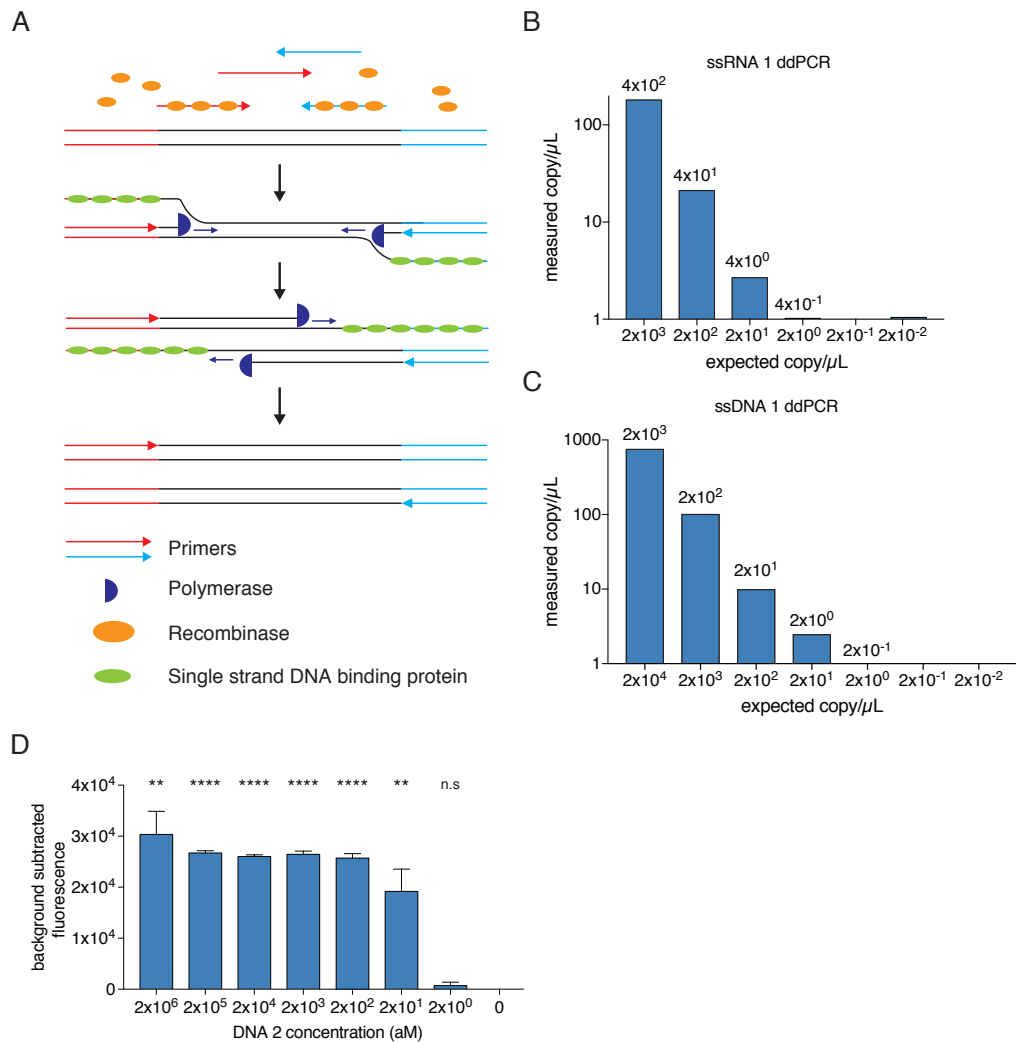 A
Primers
Polymerase
Recombinase
Single strand DNA binding protein
B
ssRNA 1 ddPCR
measured copy/µL
100
10
1
4x10²
4x10¹
4x10⁰
4x10⁻¹
2x10³ 2x10² 2x10¹ 2x10⁰ 2x10⁻¹ 2x10⁻²
expected copy/µL
C
ssDNA 1 ddPCR
measured copy/µL
1000
100
10
1
2x10³
2x10²
2x10¹
2x10⁰
2x10⁻¹
2x10⁴ 2x10³ 2x10² 2x10¹ 2x10⁰ 2x10⁻¹ 2x10⁻²
expected copy/µL
D
background subtracted
fluorescence
4x10⁴
3x10⁴
2x10⁴
1x10⁴
0
** **** **** **** **** ** n.s
2x10⁶ 2x10⁵ 2x10⁴ 2x10³ 2x10² 2x10¹ 2x10⁰ 0
DNA 2 concentration (aM)